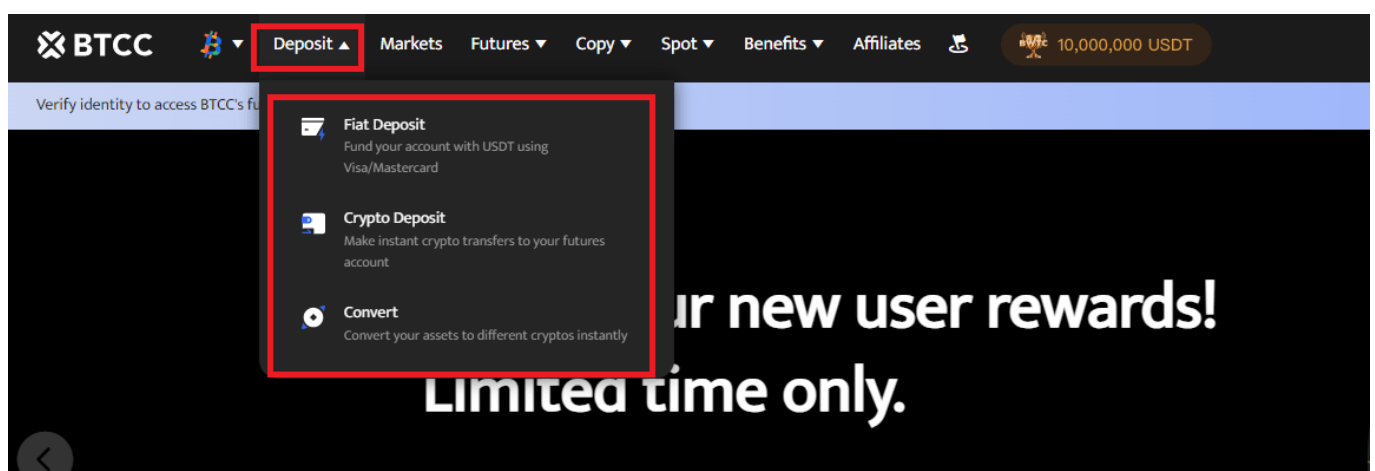 BTCC
Deposit ▲ Markets Futures ▼ Copy ▼ Spot ▼ Benefits ▼ Affiliates 10,000,000 USDT
Verify identity to access BTCC's fu
Fiat Deposit
Fund your account with USDT using
Visa/Mastercard
Crypto Deposit
Make instant crypto transfers to your futures
account
Convert
Convert your assets to different cryptos instantly
ur new user rewards!
Limited time only.